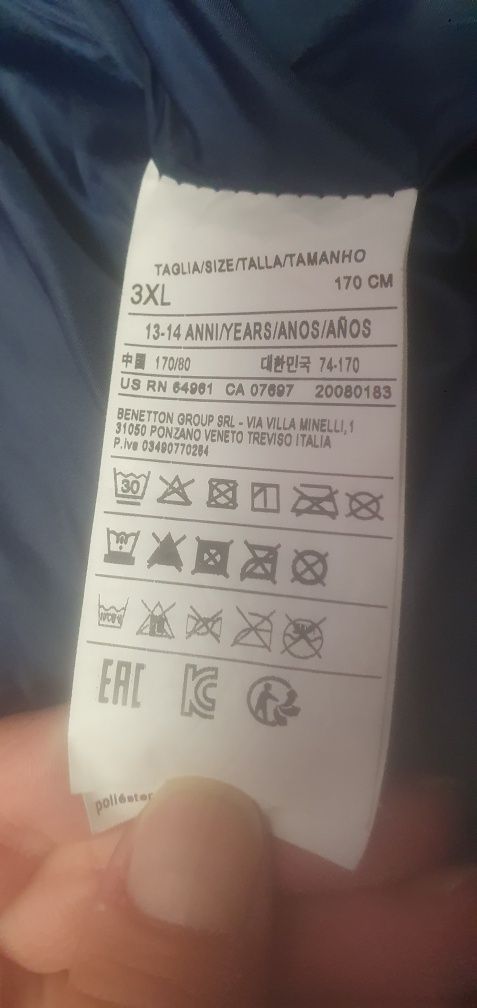 TAGLIA/SIZE/TALLA/TAMANHO
3XL 170 CM
13-14 ANNI/YEARS/ANOS/AÑOS
中國 170/80 대한민국 74-170
US RN 64961 CA 07697 20080183
BENETTON GROUP SRL - VIA VILLA MINELLI,1
31050 PONZANO VENETO TREVISO ITALIA
P.iva 03490770264
30
EAC
poliéster